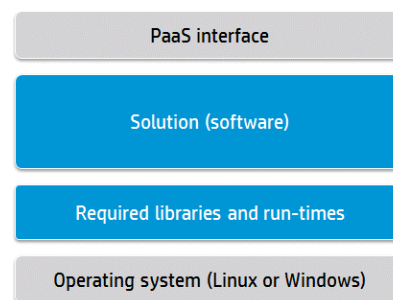 PaaS interface
Solution (software)
Required libraries and run-times
Operating system (Linux or Windows)